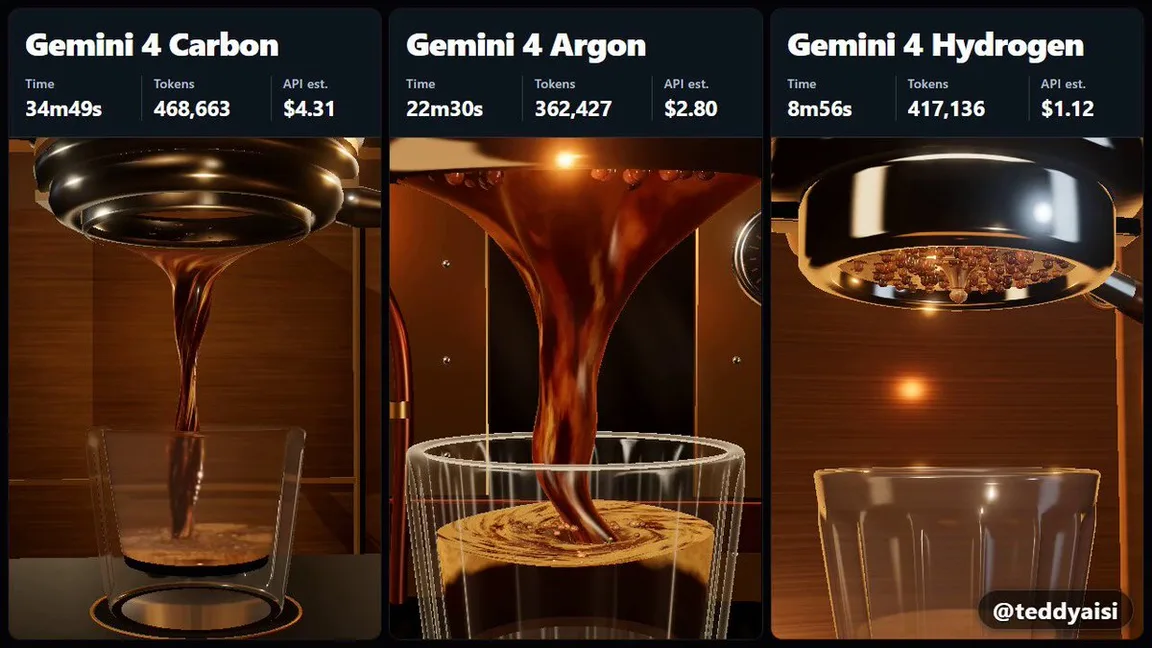 Gemini 4 Carbon
Time Tokens API est.
34m49s 468,663 $4.31
Gemini 4 Argon
Time Tokens API est.
22m30s 362,427 $2.80
Gemini 4 Hydrogen
Time Tokens API est.
8m56s 417,136 $1.12
@teddyaisi